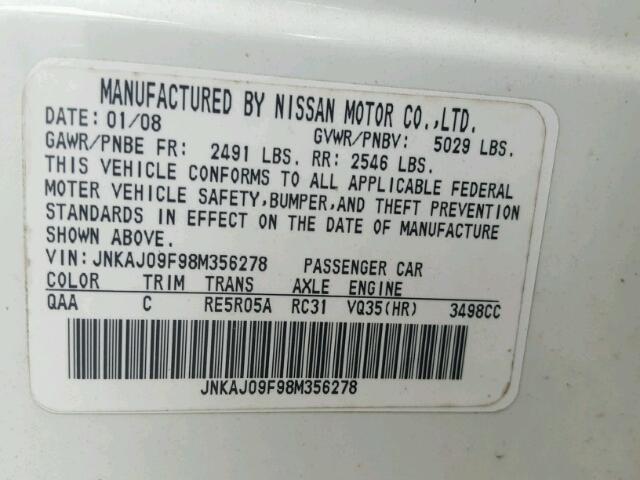 MANUFACTURED BY NISSAN MOTOR CO.,LTD.
DATE: 01/08 GVWR/PNBV: 5029 LBS.
GAWR/PNBE FR: 2491 LBS. RR: 2546 LBS.
THIS VEHICLE CONFORMS TO ALL APPLICABLE FEDERAL
MOTER VEHICLE SAFETY,BUMPER,AND THEFT PREVENTION
STANDARDS IN EFFECT ON THE DATE OF MANUFACTURE
SHOWN ABOVE.
VIN: JNKAJ09F98M356278 PASSENGER CAR
COLOR TRIM TRANS AXLE ENGINE
QAA C RE5R05A RC31 VQ35(HR) 3498CC
JNKAJ09F98M356278